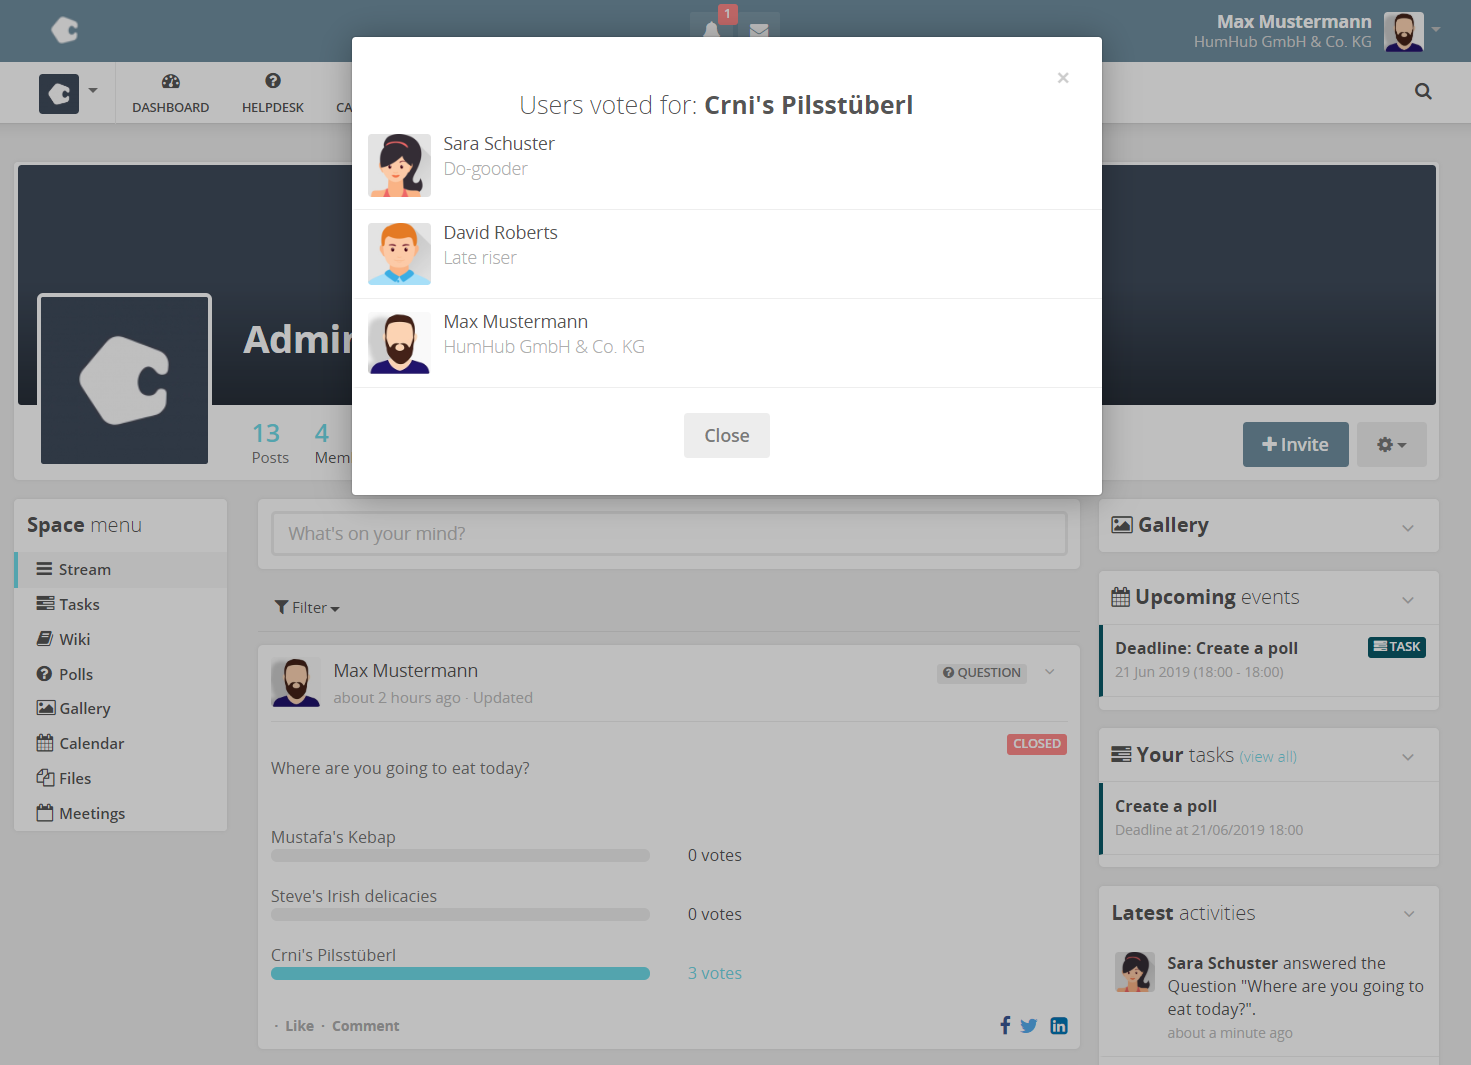 1
Max Mustermann
HumHub GmbH & Co. KG
DASHBOARD
HELPDESK
CA
×
Users voted for: Crni's Pilsstüberl
Sara Schuster
Do-gooder
David Roberts
Late riser
Max Mustermann
HumHub GmbH & Co. KG
Close
Admin
13
Posts
4
Mem
Invite
Space menu
Stream
Tasks
Wiki
Polls
Gallery
Calendar
Files
Meetings
What's on your mind?
Filter
Max Mustermann
about 2 hours ago · Updated
QUESTION
CLOSED
Where are you going to eat today?
Mustafa's Kebap
0 votes
Steve's Irish delicacies
0 votes
Crni's Pilsstüberl
3 votes
· Like · Comment
Gallery
Upcoming events
Deadline: Create a poll
TASK
21 Jun 2019 (18:00 - 18:00)
Your tasks (view all)
Create a poll
Deadline at 21/06/2019 18:00
Latest activities
Sara Schuster answered the
Question "Where are you going to
eat today?".
about a minute ago